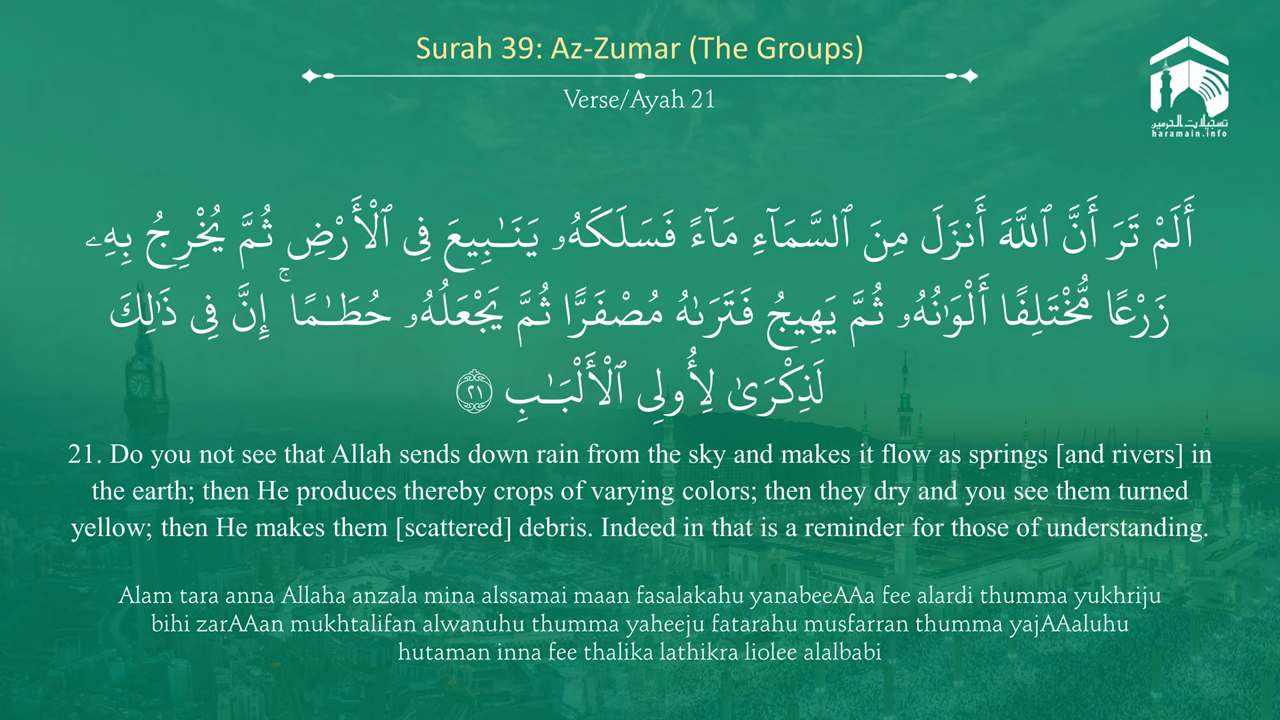 Surah 39: Az-Zumar (The Groups)
Verse/Ayah 21
تسجيلات الحرمين
haramain.info
أَلَمْ تَرَ أَنَّ ٱللَّهَ أَنزَلَ مِنَ ٱلسَّمَآءِ مَآءً فَسَلَكَهُۥ يَنَـٰبِيعَ فِى ٱلْأَرْضِ ثُمَّ يُخْرِجُ بِهِۦ
زَرْعًا مُّخْتَلِفًا أَلْوَٰنُهُۥ ثُمَّ يَهِيجُ فَتَرَىٰهُ مُصْفَرًّا ثُمَّ يَجْعَلُهُۥ حُطَـٰمًا ۚ إِنَّ فِى ذَٰلِكَ
لَذِكْرَىٰ لِأُو۟لِى ٱلْأَلْبَـٰبِ ٢١
21. Do you not see that Allah sends down rain from the sky and makes it flow as springs [and rivers] in
the earth; then He produces thereby crops of varying colors; then they dry and you see them turned
yellow; then He makes them [scattered] debris. Indeed in that is a reminder for those of understanding.
Alam tara anna Allaha anzala mina alssamai maan fasalakahu yanabeeAAa fee alardi thumma yukhriju
bihi zarAAan mukhtalifan alwanuhu thumma yaheeju fatarahu musfarran thumma yajAAaluhu
hutaman inna fee thalika lathikra liolee alalbabi